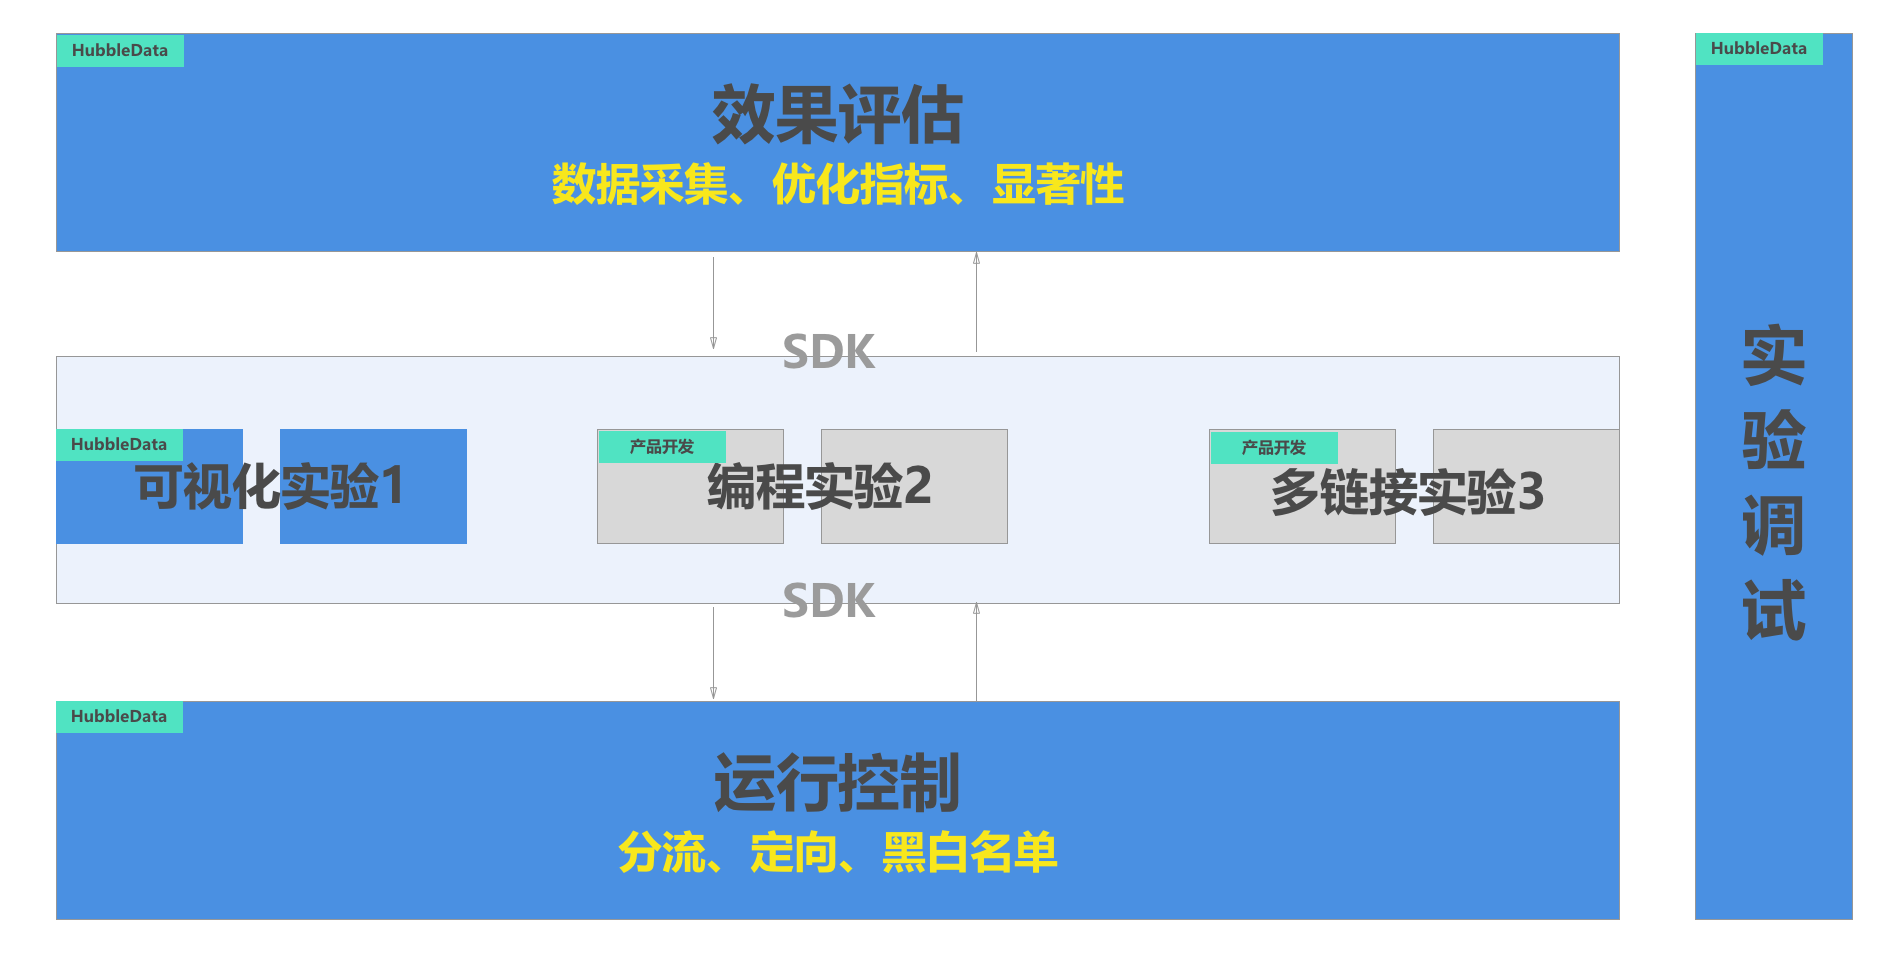 HubbleData
效果评估
数据采集、优化指标、显著性
SDK
HubbleData
可视化实验1
产品开发
编程实验2
产品开发
多链接实验3
SDK
HubbleData
运行控制
分流、定向、黑白名单
HubbleData
实
验
调
试